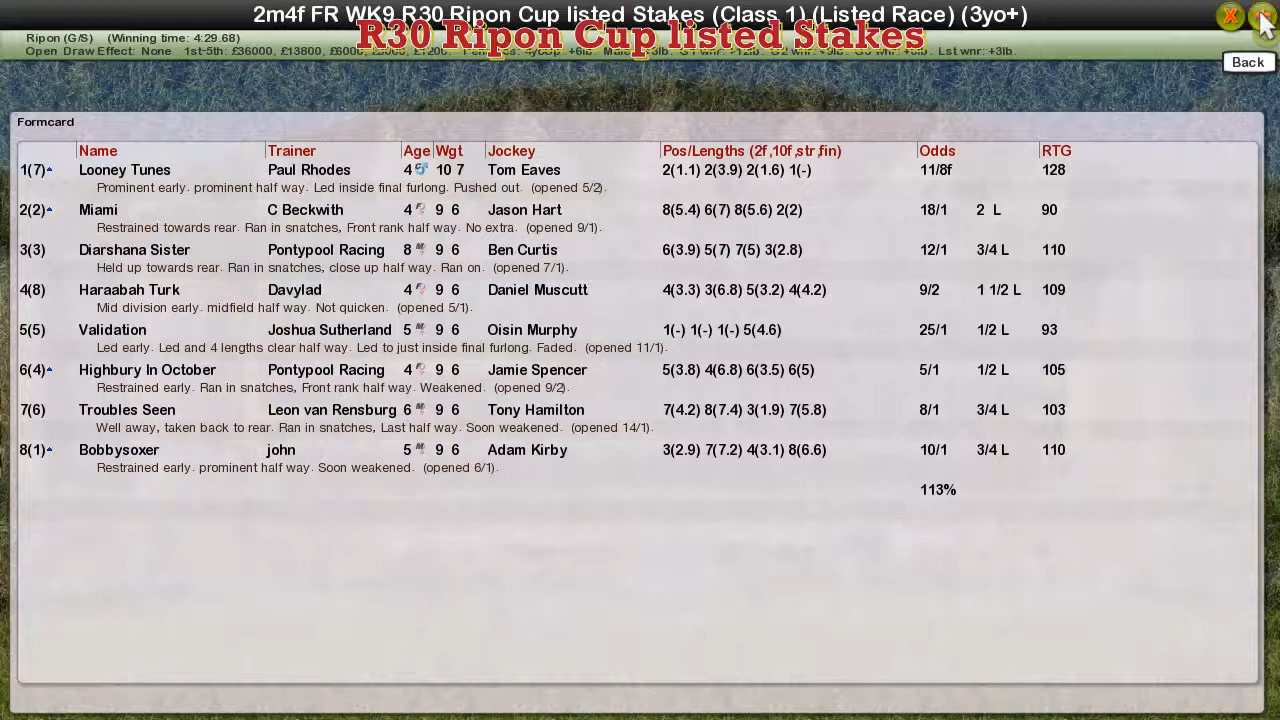 2m4f FR WK9 R30 Ripon Cup listed Stakes (Class 1) (Listed Race) (3yo+)
R30 Ripon Cup listed Stakes
Ripon (G/S) (Winning time: 4:29.68)
Open Draw Effect: None 1st-5th: £36000, £13800,
Lst wnr: +3lb.
Back
Formcard
Name Trainer Age Wgt Jockey Pos/Lengths (2f,10f,str,fin) Odds RTG
1(7) Looney Tunes Paul Rhodes 4 10 7 Tom Eaves 2(1.1) 2(3.9) 2(1.6) 1(-) 11/8f 128
Prominent early. prominent half way. Led inside final furlong. Pushed out. (opened 5/2).
2(2) Miami C Beckwith 4 9 6 Jason Hart 8(5.4) 6(7) 8(5.6) 2(2) 18/1 2 L 90
Restrained towards rear. Ran in snatches, Front rank half way. No extra. (opened 9/1).
3(3) Diarshana Sister Pontypool Racing 8 9 6 Ben Curtis 6(3.9) 5(7) 7(5) 3(2.8) 12/1 3/4 L 110
Held up towards rear. Ran in snatches, close up half way. Ran on. (opened 7/1).
4(8) Haraabah Turk Davylad 4 9 6 Daniel Muscutt 4(3.3) 3(6.8) 5(3.2) 4(4.2) 9/2 1 1/2 L 109
Mid division early. midfield half way. Not quicken. (opened 5/1).
5(5) Validation Joshua Sutherland 5 9 6 Oisin Murphy 1(-) 1(-) 1(-) 5(4.6) 25/1 1/2 L 93
Led early. Led and 4 lengths clear half way. Led to just inside final furlong. Faded. (opened 11/1).
6(4) Highbury In October Pontypool Racing 4 9 6 Jamie Spencer 5(3.8) 4(6.8) 6(3.5) 6(5) 5/1 1/2 L 105
Restrained early. Ran in snatches, Front rank half way. Weakened. (opened 9/2).
7(6) Troubles Seen Leon van Rensburg 6 9 6 Tony Hamilton 7(4.2) 8(7.4) 3(1.9) 7(5.8) 8/1 3/4 L 103
Well away, taken back to rear. Ran in snatches, Last half way. Soon weakened. (opened 14/1).
8(1) Bobbysoxer john 5 9 6 Adam Kirby 3(2.9) 7(7.2) 4(3.1) 8(6.6) 10/1 3/4 L 110
Restrained early. prominent half way. Soon weakened. (opened 6/1).
113%